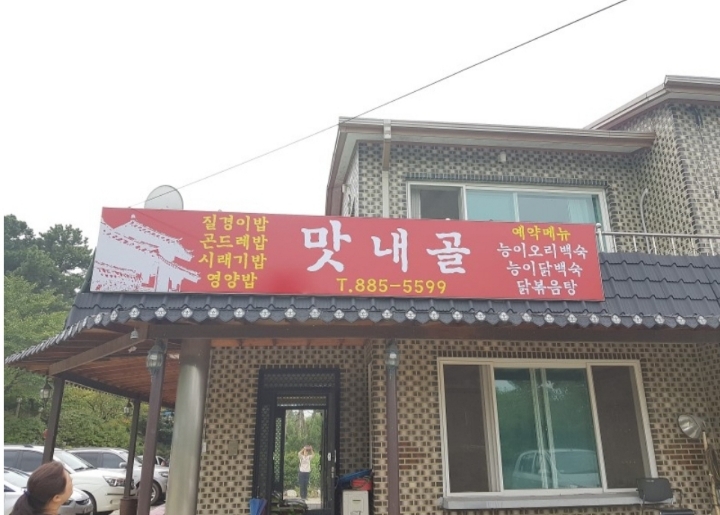 질경이밥
곤드레밥
시래기밥
영양밥
맛내골
T.885-5599
예약메뉴
능이오리백숙
능이닭백숙
닭볶음탕